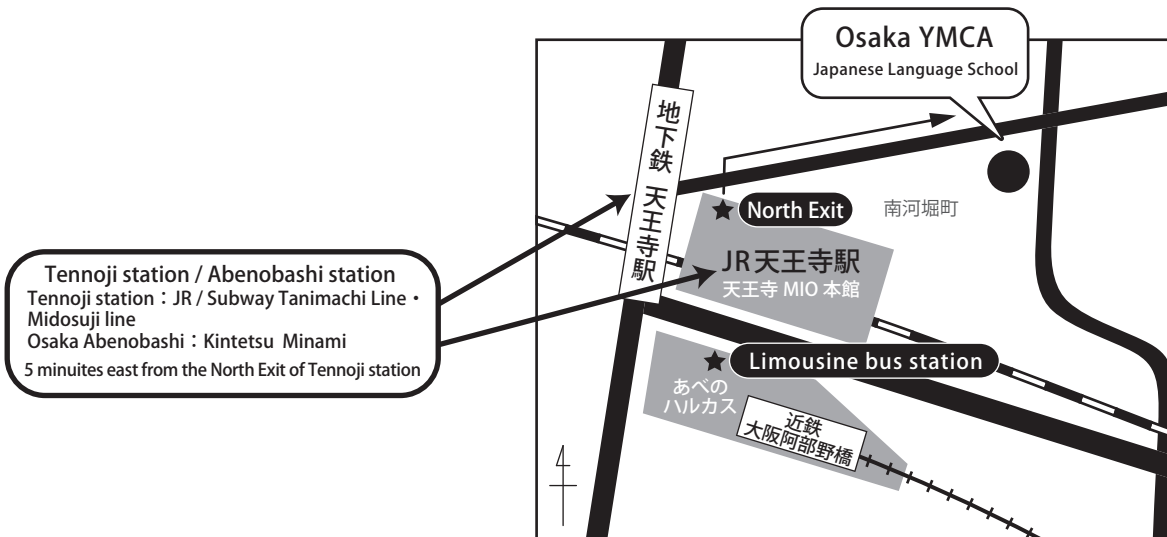 Osaka YMCA
Japanese Language School
地下鉄 天王寺駅
North Exit
南河堀町
JR天王寺駅
天王寺 MIO 本館
Tennoji station / Abenobashi station
Tennoji station：JR / Subway Tanimachi Line・
Midosuji line
Osaka Abenobashi：Kintetsu Minami
5 minuites east from the North Exit of Tennoji station
Limousine bus station
あべの
ハルカス
近鉄
大阪阿部野橋